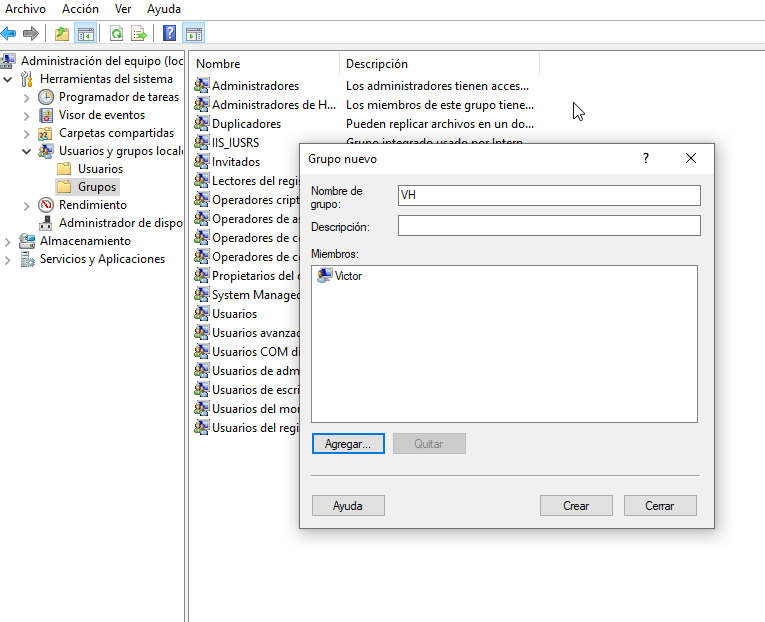 Archivo Acción Ver Ayuda
Administración del equipo (loc
Herramientas del sistema
Programador de tareas
Visor de eventos
Carpetas compartidas
Usuarios y grupos locale
Usuarios
Grupos
Rendimiento
Administrador de dispo
Almacenamiento
Servicios y Aplicaciones
Nombre Descripción
Administradores Los administradores tienen acces...
Administradores de H... Los miembros de este grupo tiene...
Duplicadores Pueden replicar archivos en un do...
IIS_IUSRS Grupo integrado usado por Intern
Invitados
Lectores del regis
Operadores cript
Operadores de as
Operadores de co
Operadores de co
Propietarios del
System Managed
Usuarios
Usuarios avanzad
Usuarios COM di
Usuarios de adm
Usuarios de escri
Usuarios del mon
Usuarios del regi
Grupo nuevo ?
Nombre de
grupo:
VH
Descripción:
Miembros:
Victor
Agregar... Quitar
Ayuda Crear Cerrar